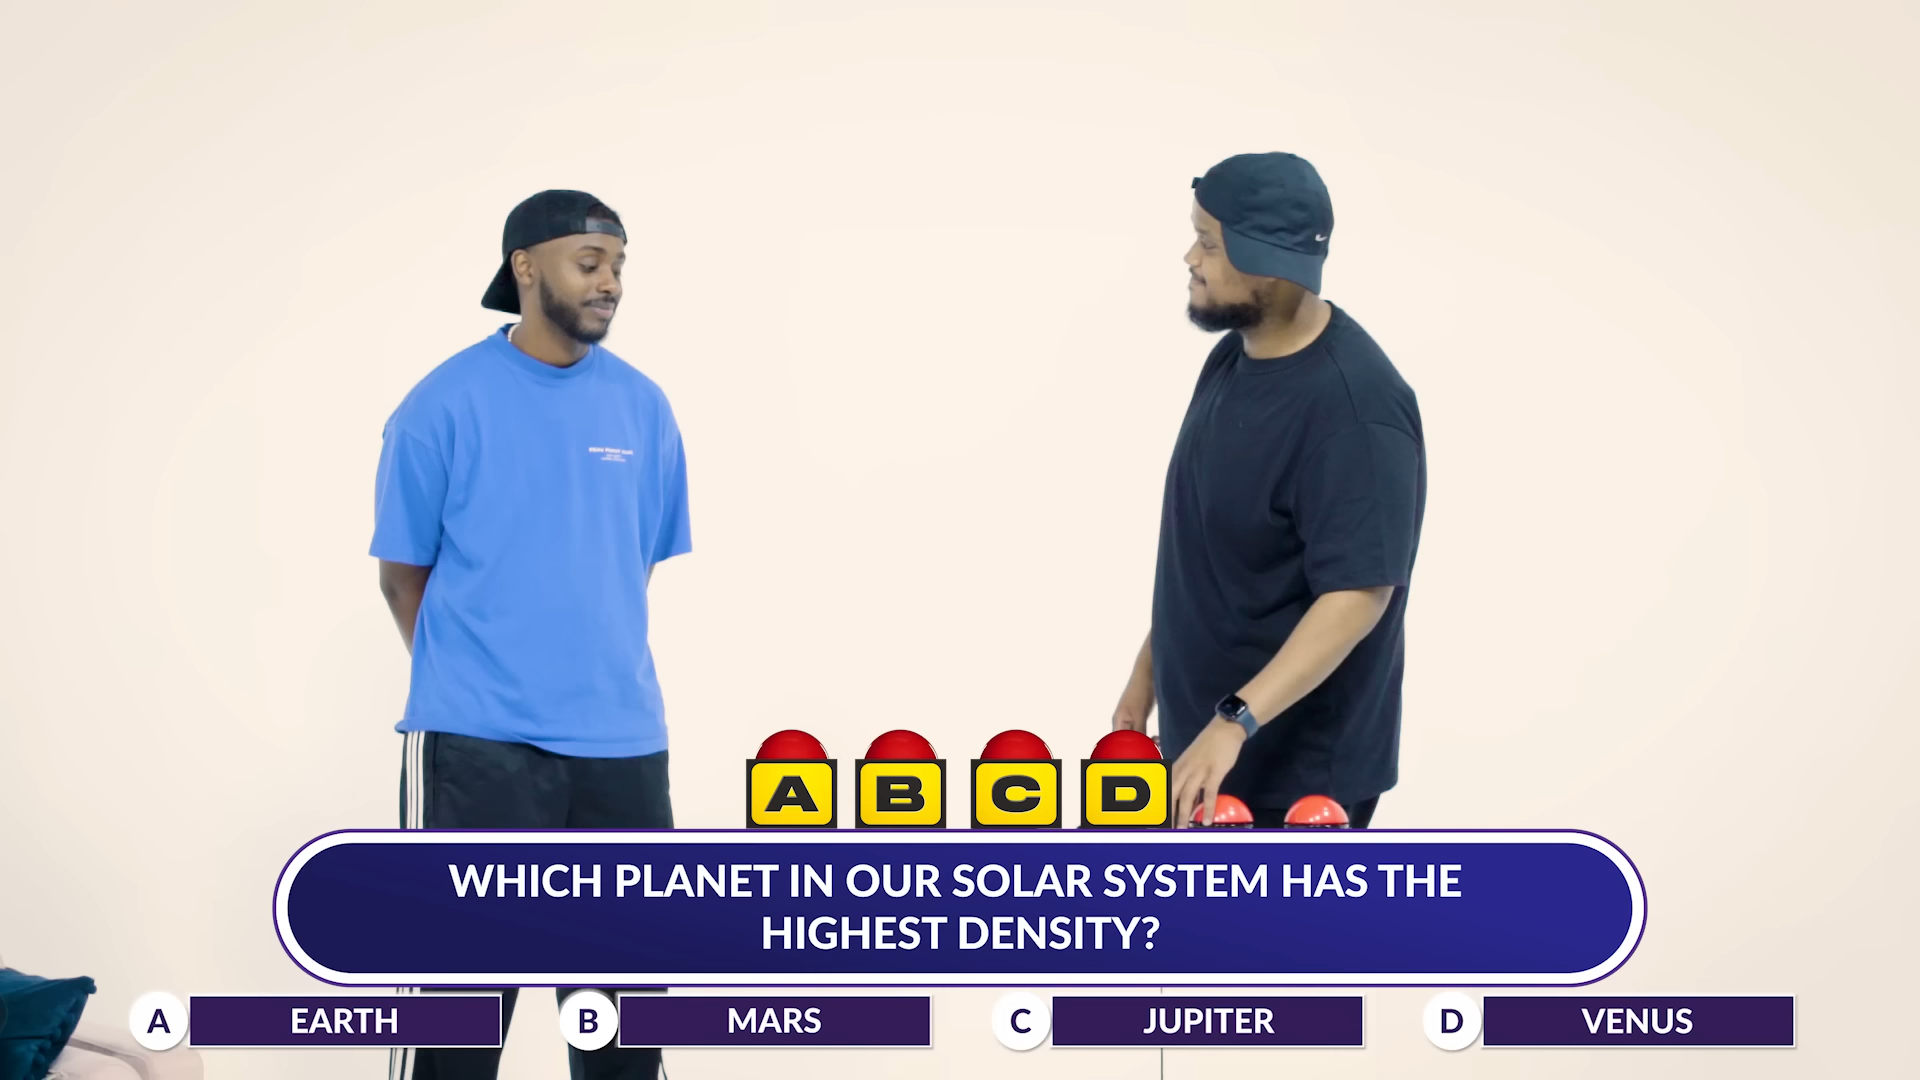 A B C D
WHICH PLANET IN OUR SOLAR SYSTEM HAS THE
HIGHEST DENSITY?
A EARTH B MARS C JUPITER D VENUS